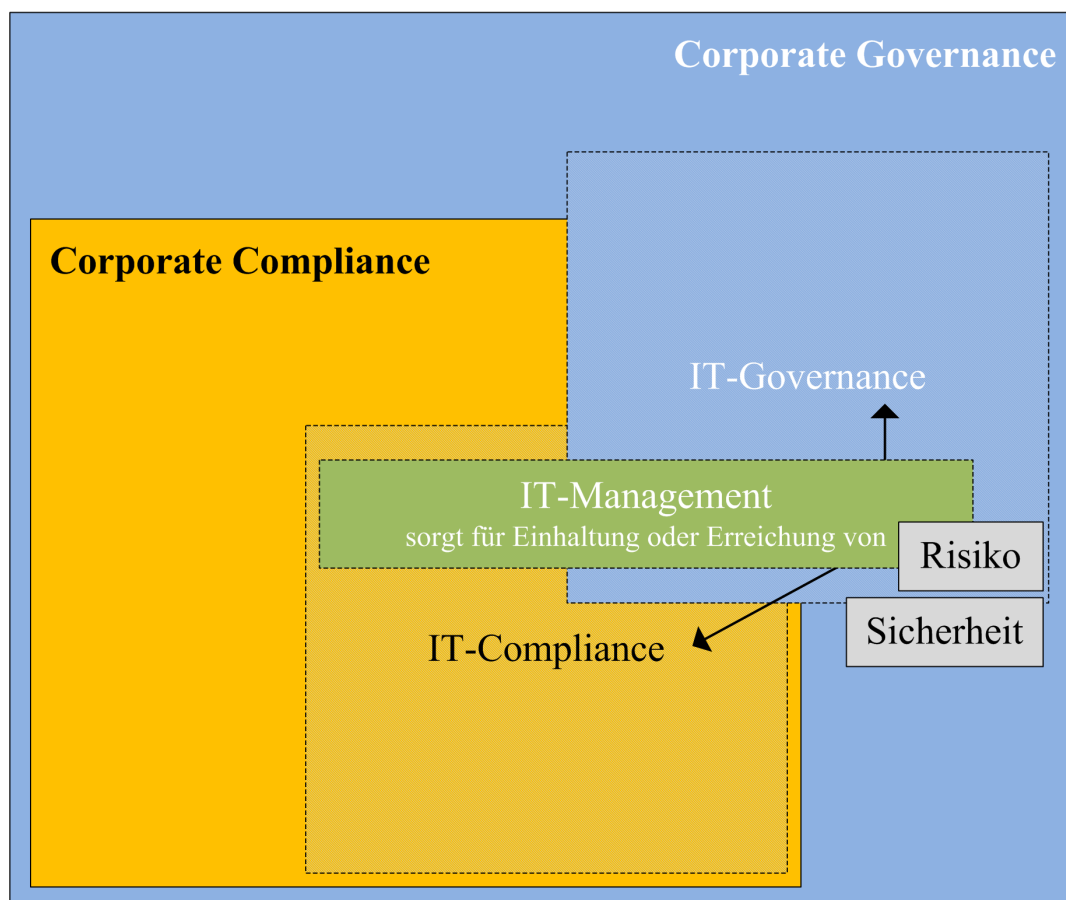 Corporate Governance
Corporate Compliance
IT-Governance
IT-Management
sorgt für Einhaltung oder Erreichung von
Risiko
Sicherheit
IT-Compliance